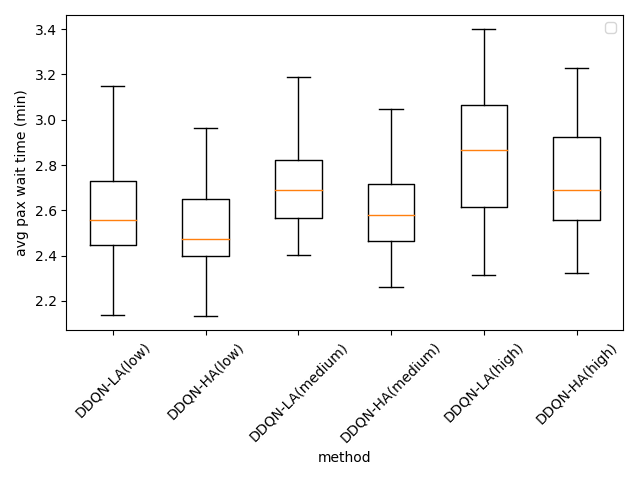 3.4
3.2
3.0
2.8
2.6
2.4
2.2
avg pax wait time (min)
DDQN-LA(low)
DDQN-HA(low)
DDQN-LA(medium)
DDQN-HA(medium)
DDQN-LA(high)
DDQN-HA(high)
method